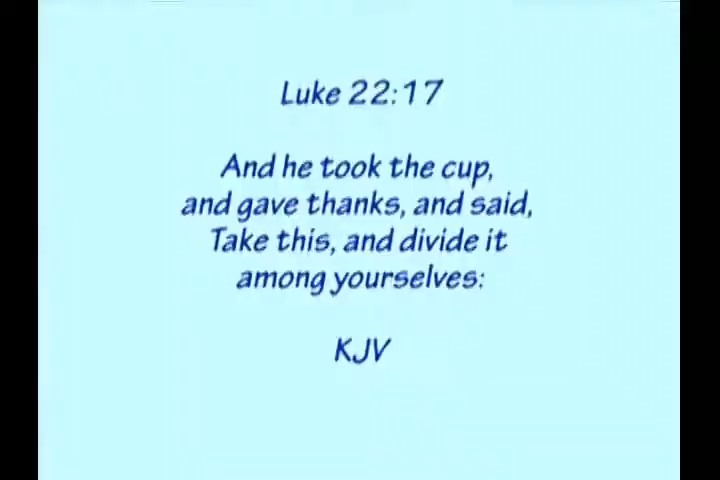 Luke 22:17
And he took the cup,
and gave thanks, and said,
Take this, and divide it
among yourselves:
KJV